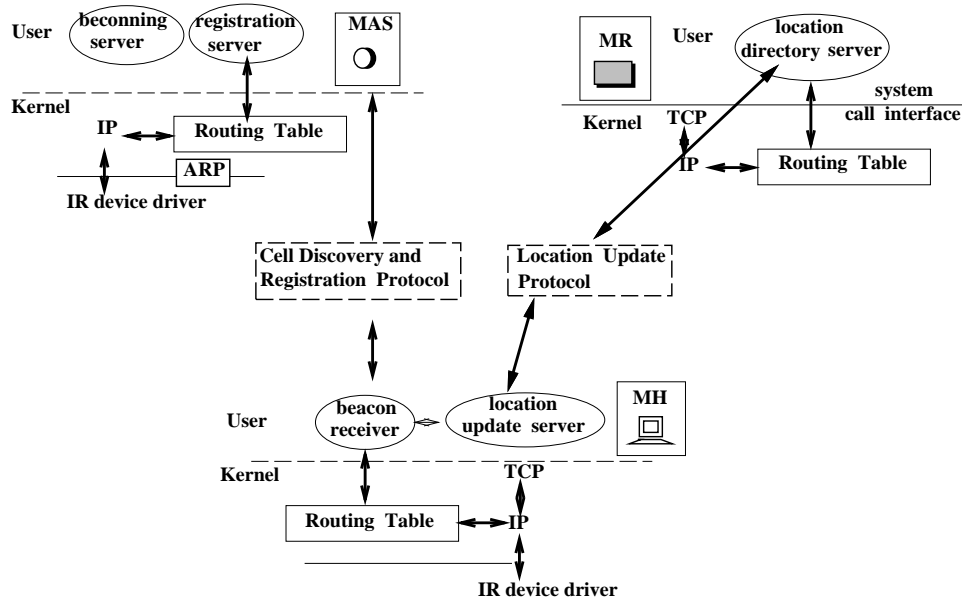 User
beconning
server
registration
server
MAS
Kernel
IP
Routing Table
ARP
IR device driver
MR
User
location
directory server
system
call interface
Kernel
TCP
IP
Routing Table
Cell Discovery and
Registration Protocol
Location Update
Protocol
User
beacon
receiver
location
update server
MH
Kernel
TCP
Routing Table
IP
IR device driver